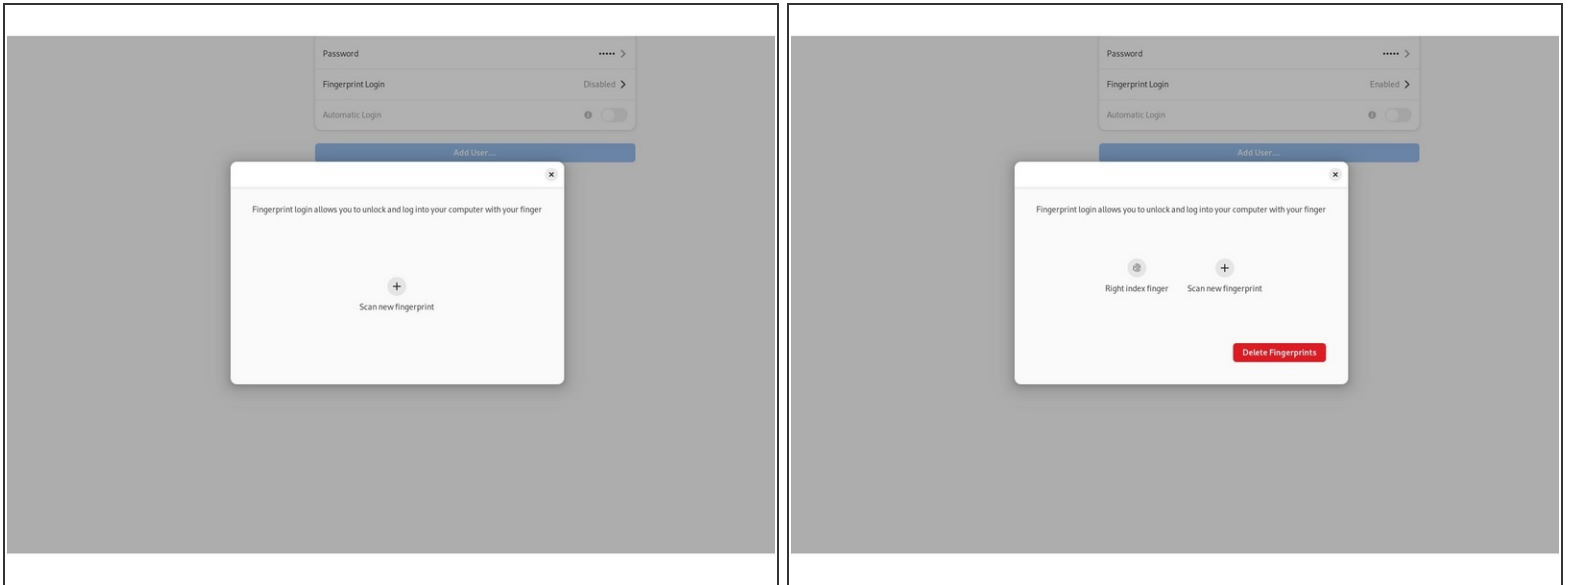 Password •••••
Fingerprint Login Disabled
Automatic Login
Add User...
Fingerprint login allows you to unlock and log into your computer with your finger
Scan new fingerprint
Password •••••
Fingerprint Login Enabled
Automatic Login
Add User...
Fingerprint login allows you to unlock and log into your computer with your finger
Right index finger Scan new fingerprint
Delete Fingerprints